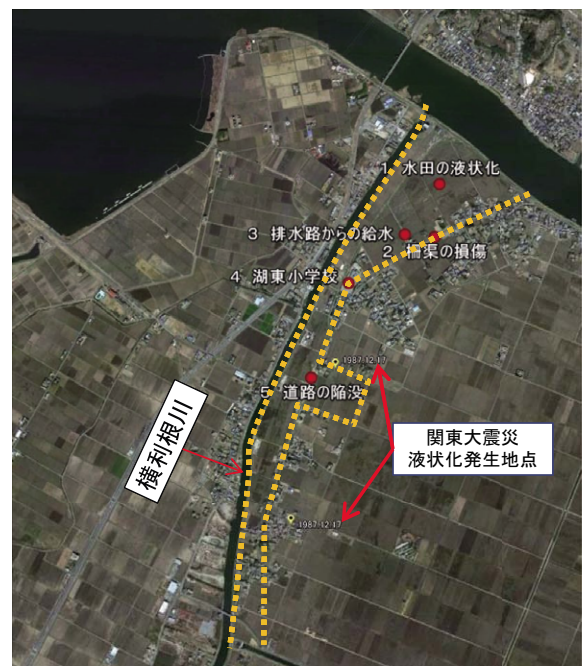 1 水田の液状化
3 排水路からの給水
2 柵渠の損傷
4 湖東小学校
1987.12.17
5 道路の陥没
横利根川
関東大震災
液状化発生地点
1987.12.17